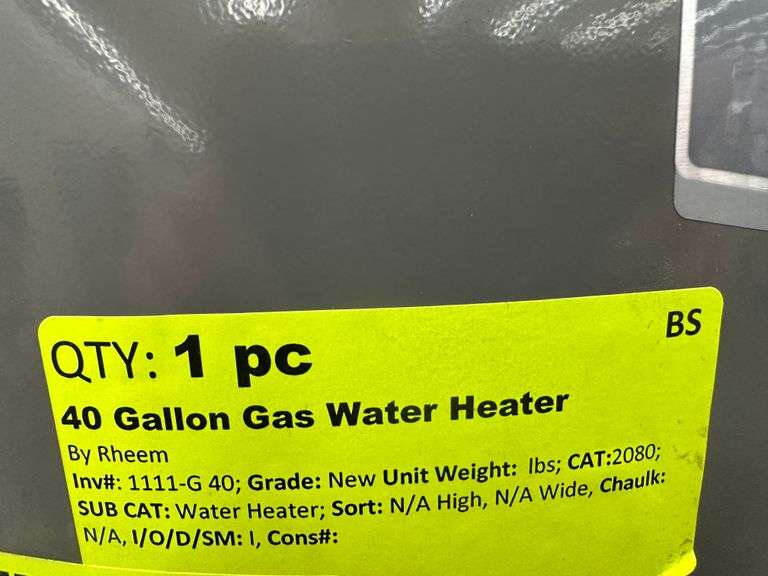 BS
QTY: 1 pc
40 Gallon Gas Water Heater
By Rheem
Inv#: 1111-G 40; Grade: New Unit Weight: lbs; CAT:2080;
SUB CAT: Water Heater; Sort: N/A High, N/A Wide, Chaulk:
N/A, I/O/D/SM: I, Cons#: